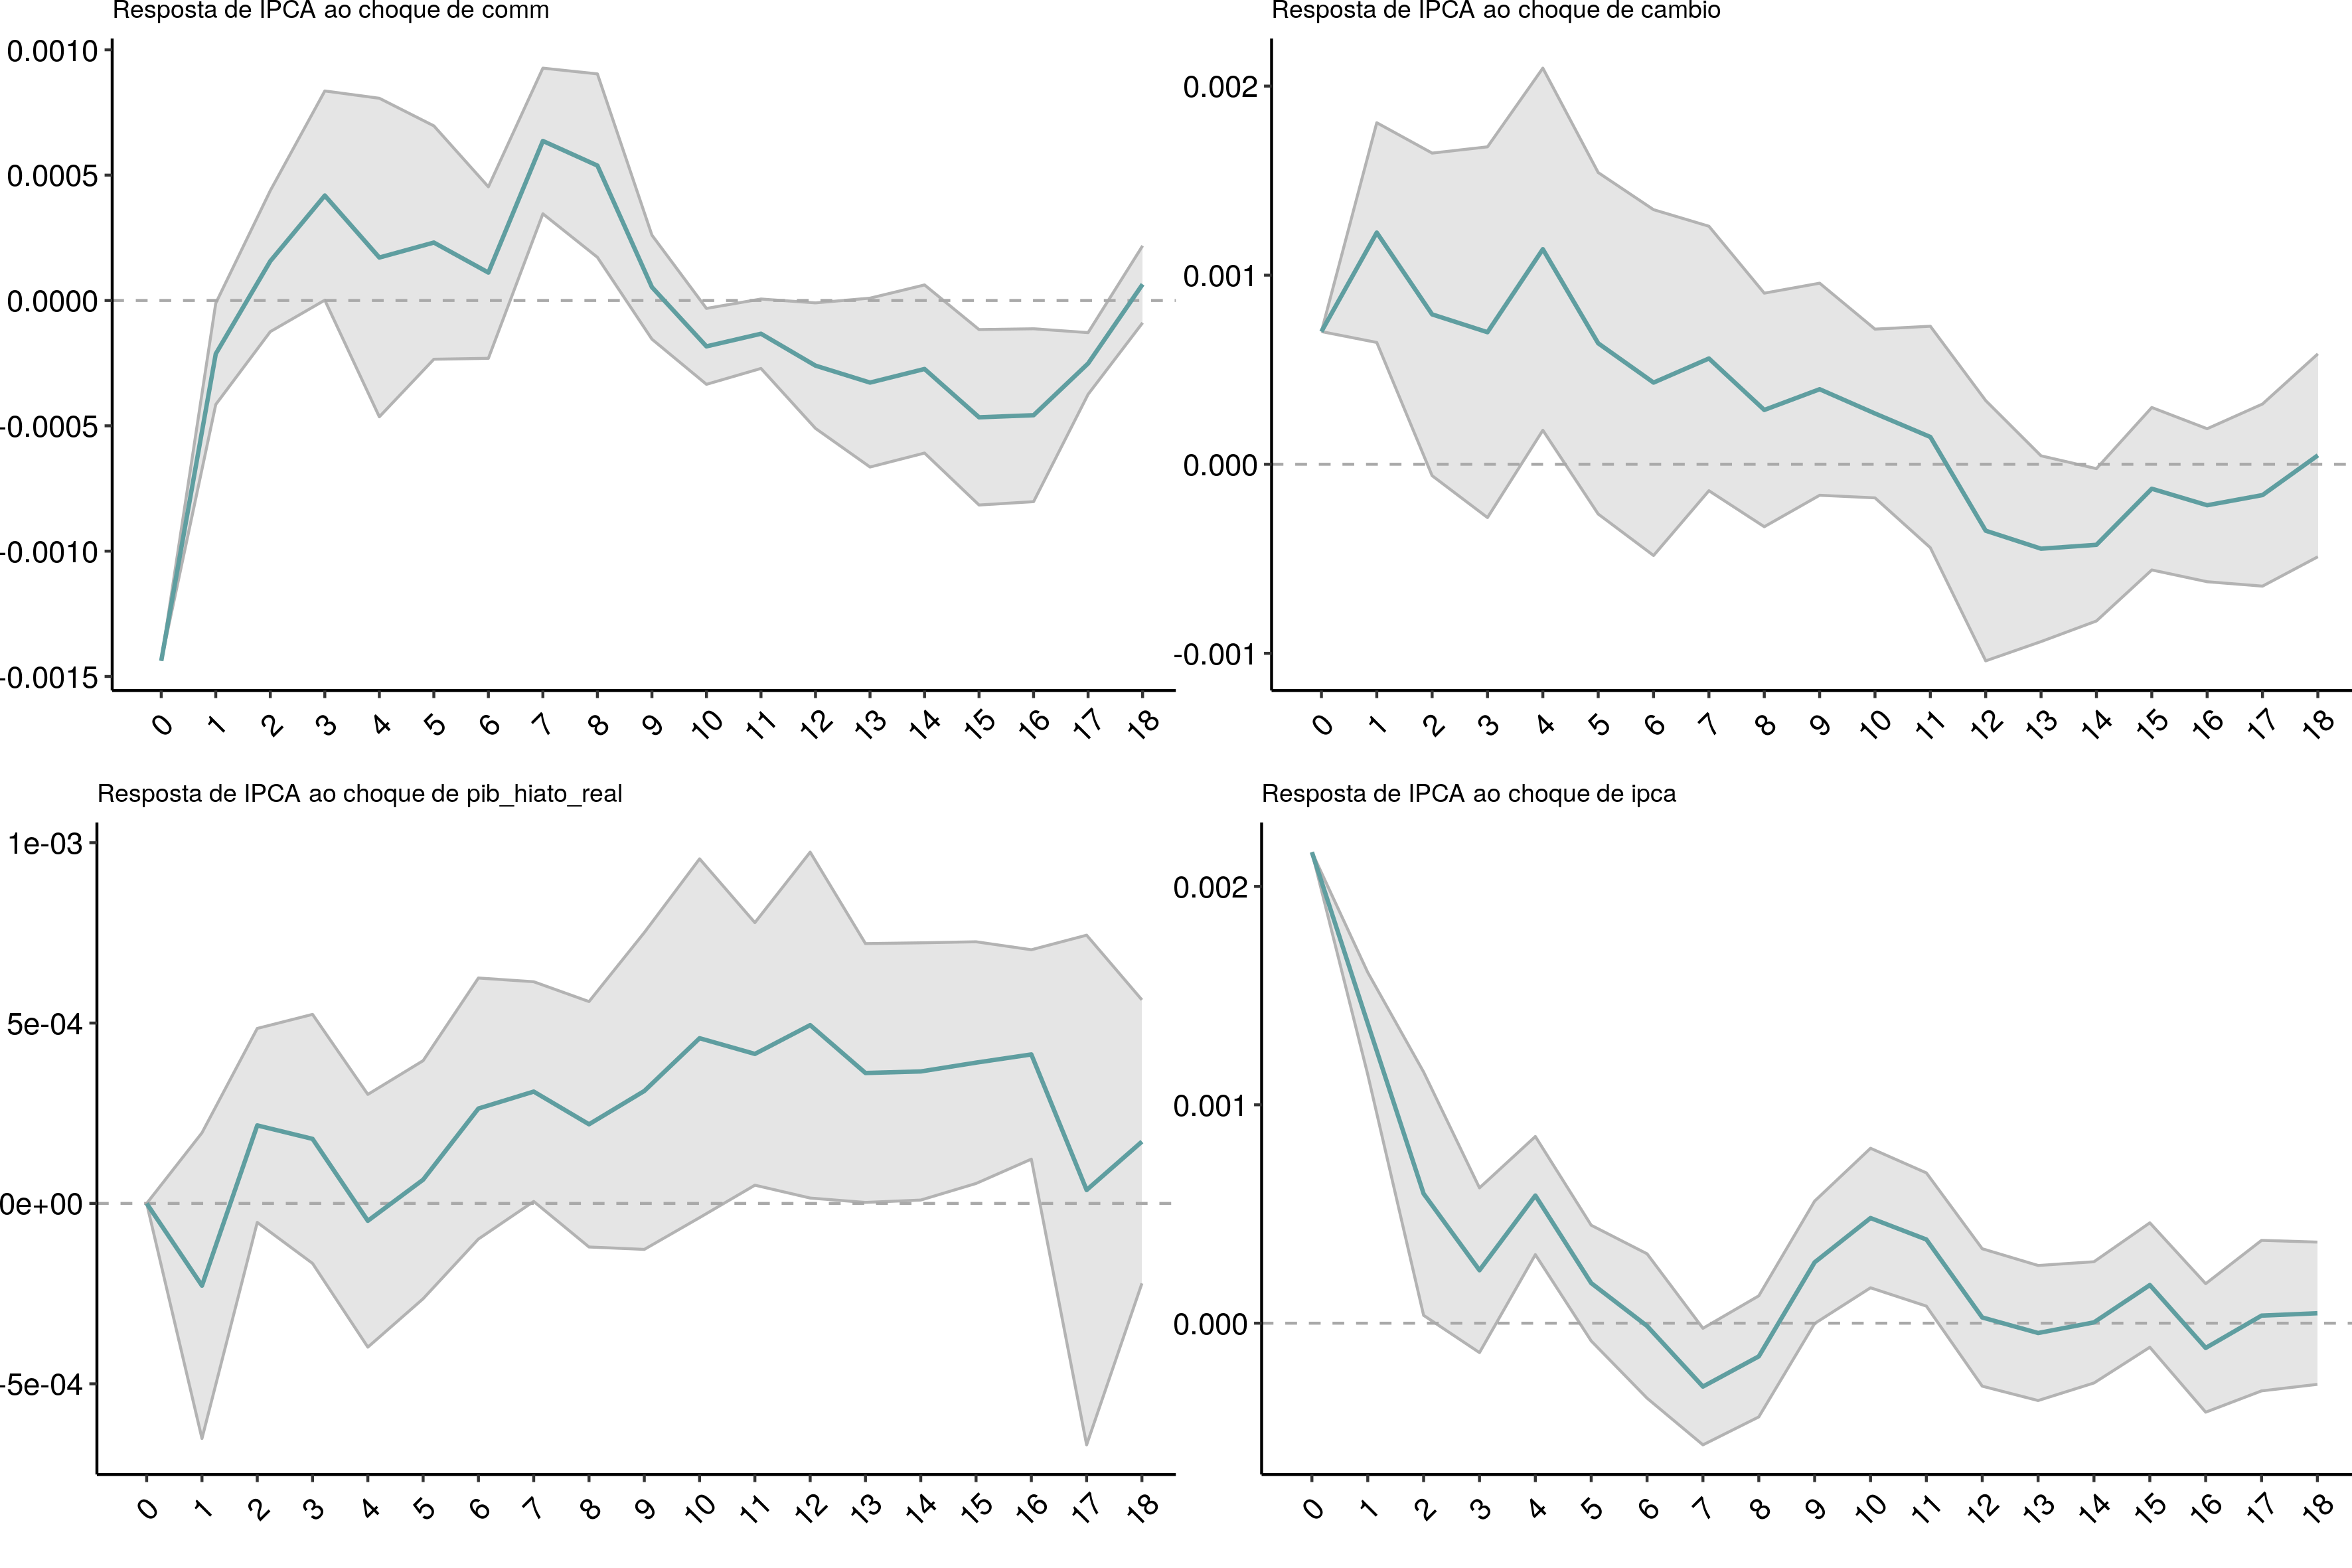 Resposta de IPCA ao choque de comm
0.0010
0.0005
0.0000
-0.0005
-0.0010
-0.0015
0 1 2 3 4 5 6 7 8 9 10 11 12 13 14 15 16 17 18
Resposta de IPCA ao choque de cambio
0.002
0.001
0.000
-0.001
0 1 2 3 4 5 6 7 8 9 10 11 12 13 14 15 16 17 18
Resposta de IPCA ao choque de pib_hiato_real
1e-03
5e-04
0e+00
-5e-04
0 1 2 3 4 5 6 7 8 9 10 11 12 13 14 15 16 17 18
Resposta de IPCA ao choque de ipca
0.002
0.001
0.000
0 1 2 3 4 5 6 7 8 9 10 11 12 13 14 15 16 17 18